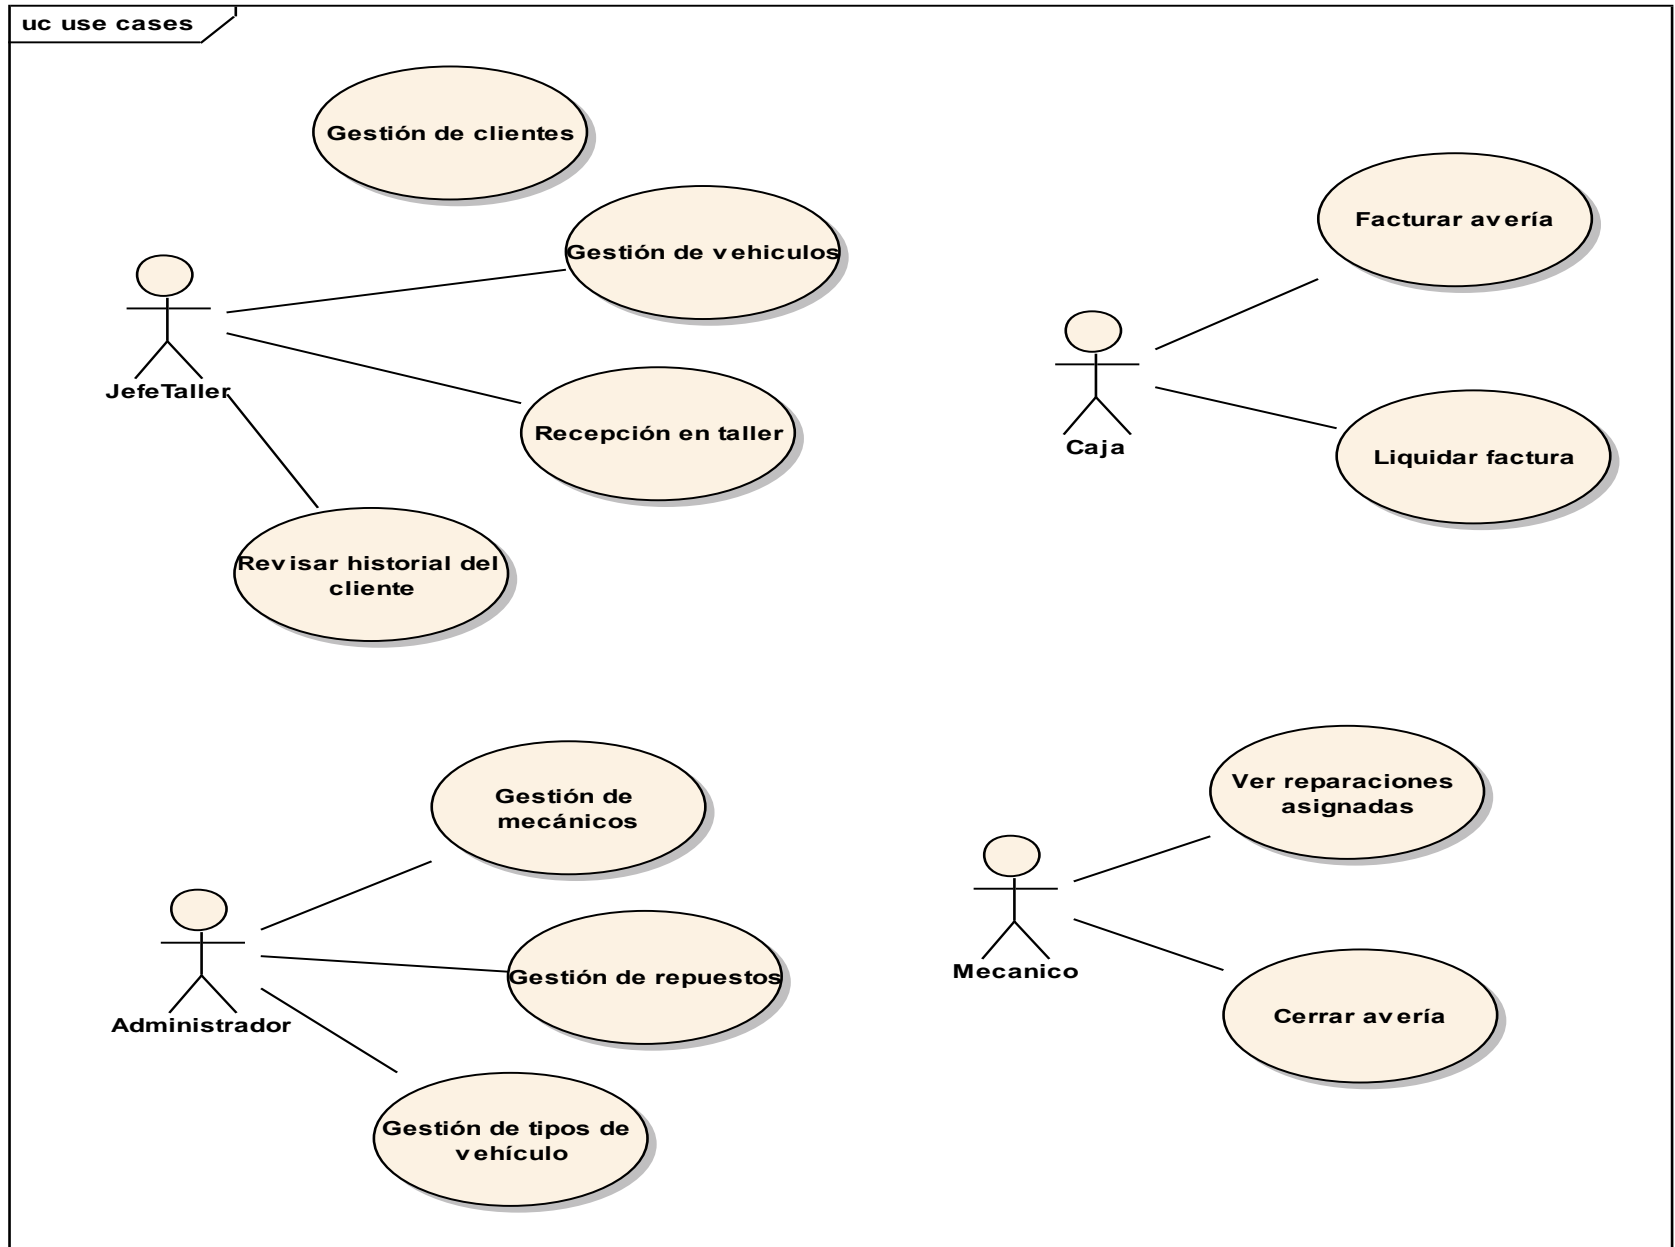 uc use cases
Gestión de clientes
Gestión de vehiculos
JefeTaller
Recepción en taller
Revisar historial del
cliente
Facturar avería
Caja
Liquidar factura
Gestión de
mecánicos
Administrador
Gestión de repuestos
Gestión de tipos de
vehículo
Ver reparaciones
asignadas
Mecanico
Cerrar avería